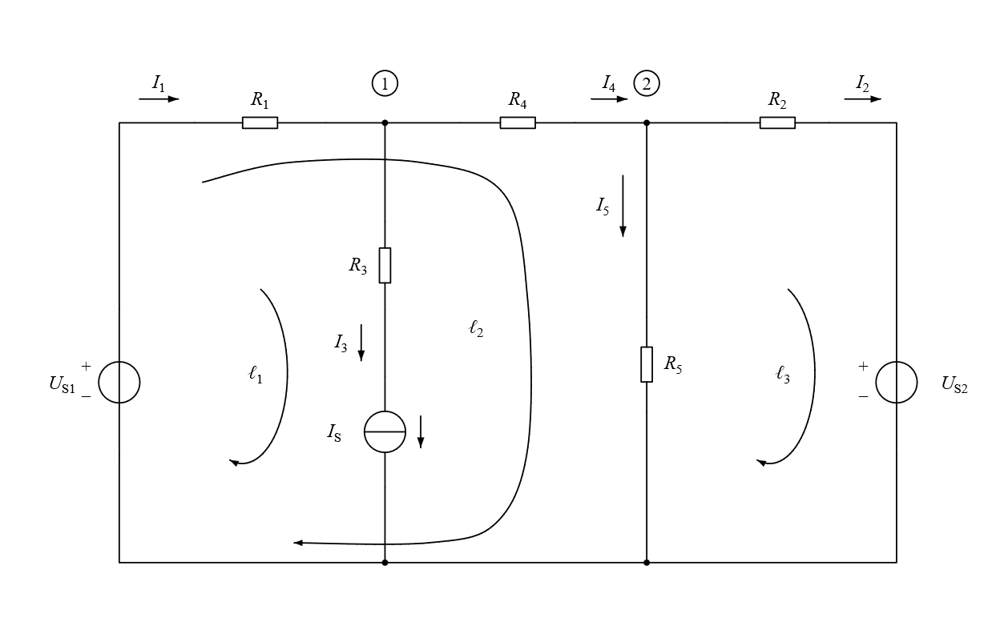 I1 1 I4 2 I2
R1 R4 R2
I5
R3
ℓ2
I3
+ R5 +
US1 ℓ1 ℓ3 US2
− −
IS